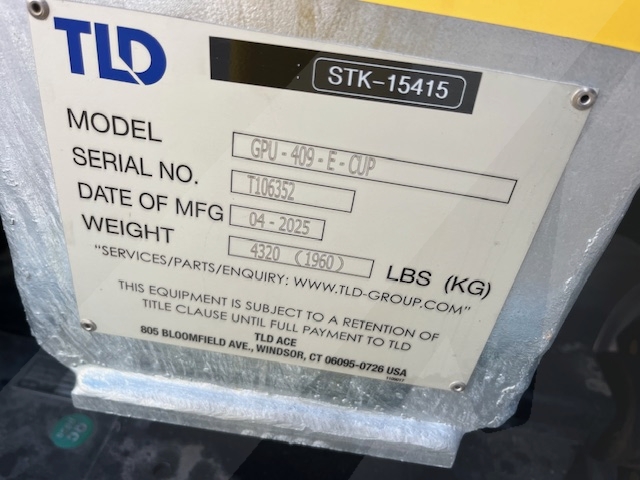 TLD
STK-15415
MODEL GPU-409-E-CUP
SERIAL NO. T106352
DATE OF MFG 04-2025
WEIGHT 4320 (1960) LBS (KG)
"SERVICES/PARTS/ENQUIRY: WWW.TLD-GROUP.COM"
THIS EQUIPMENT IS SUBJECT TO A RETENTION OF
TITLE CLAUSE UNTIL FULL PAYMENT TO TLD
TLD ACE
805 BLOOMFIELD AVE., WINDSOR, CT 06095-0726 USA